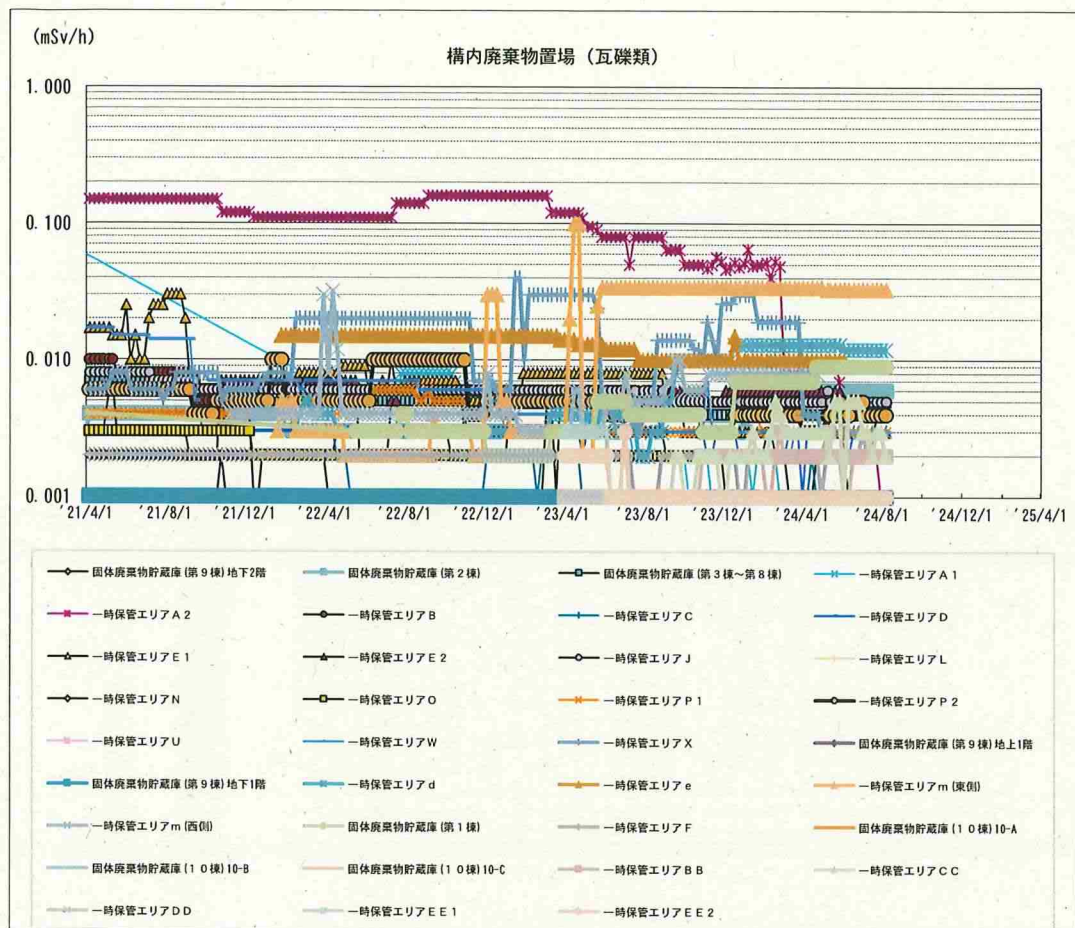 (mSv/h)
構内廃棄物置場（瓦礫類）
1.000
0.100
0.010
0.001
'21/4/1 '21/8/1 '21/12/1 '22/4/1 '22/8/1 '22/12/1 '23/4/1 '23/8/1 '23/12/1 '24/4/1 '24/8/1 '24/12/1 '25/4/1
固体廃棄物貯蔵庫(第9棟)地下2階 固体廃棄物貯蔵庫(第2棟) 固体廃棄物貯蔵庫(第3棟～第8棟) 一時保管エリアA1
一時保管エリアA2 一時保管エリアB 一時保管エリアC 一時保管エリアD
一時保管エリアE1 一時保管エリアE2 一時保管エリアJ 一時保管エリアL
一時保管エリアN 一時保管エリアO 一時保管エリアP1 一時保管エリアP2
一時保管エリアU 一時保管エリアW 一時保管エリアX 固体廃棄物貯蔵庫(第9棟)地上1階
固体廃棄物貯蔵庫(第9棟)地下1階 一時保管エリアd 一時保管エリアe 一時保管エリアm(東側)
一時保管エリアm(西側) 固体廃棄物貯蔵庫(第1棟) 一時保管エリアF 固体廃棄物貯蔵庫(10棟)10-A
固体廃棄物貯蔵庫(10棟)10-B 固体廃棄物貯蔵庫(10棟)10-C 一時保管エリアBB 一時保管エリアCC
一時保管エリアDD 一時保管エリアEE1 一時保管エリアEE2